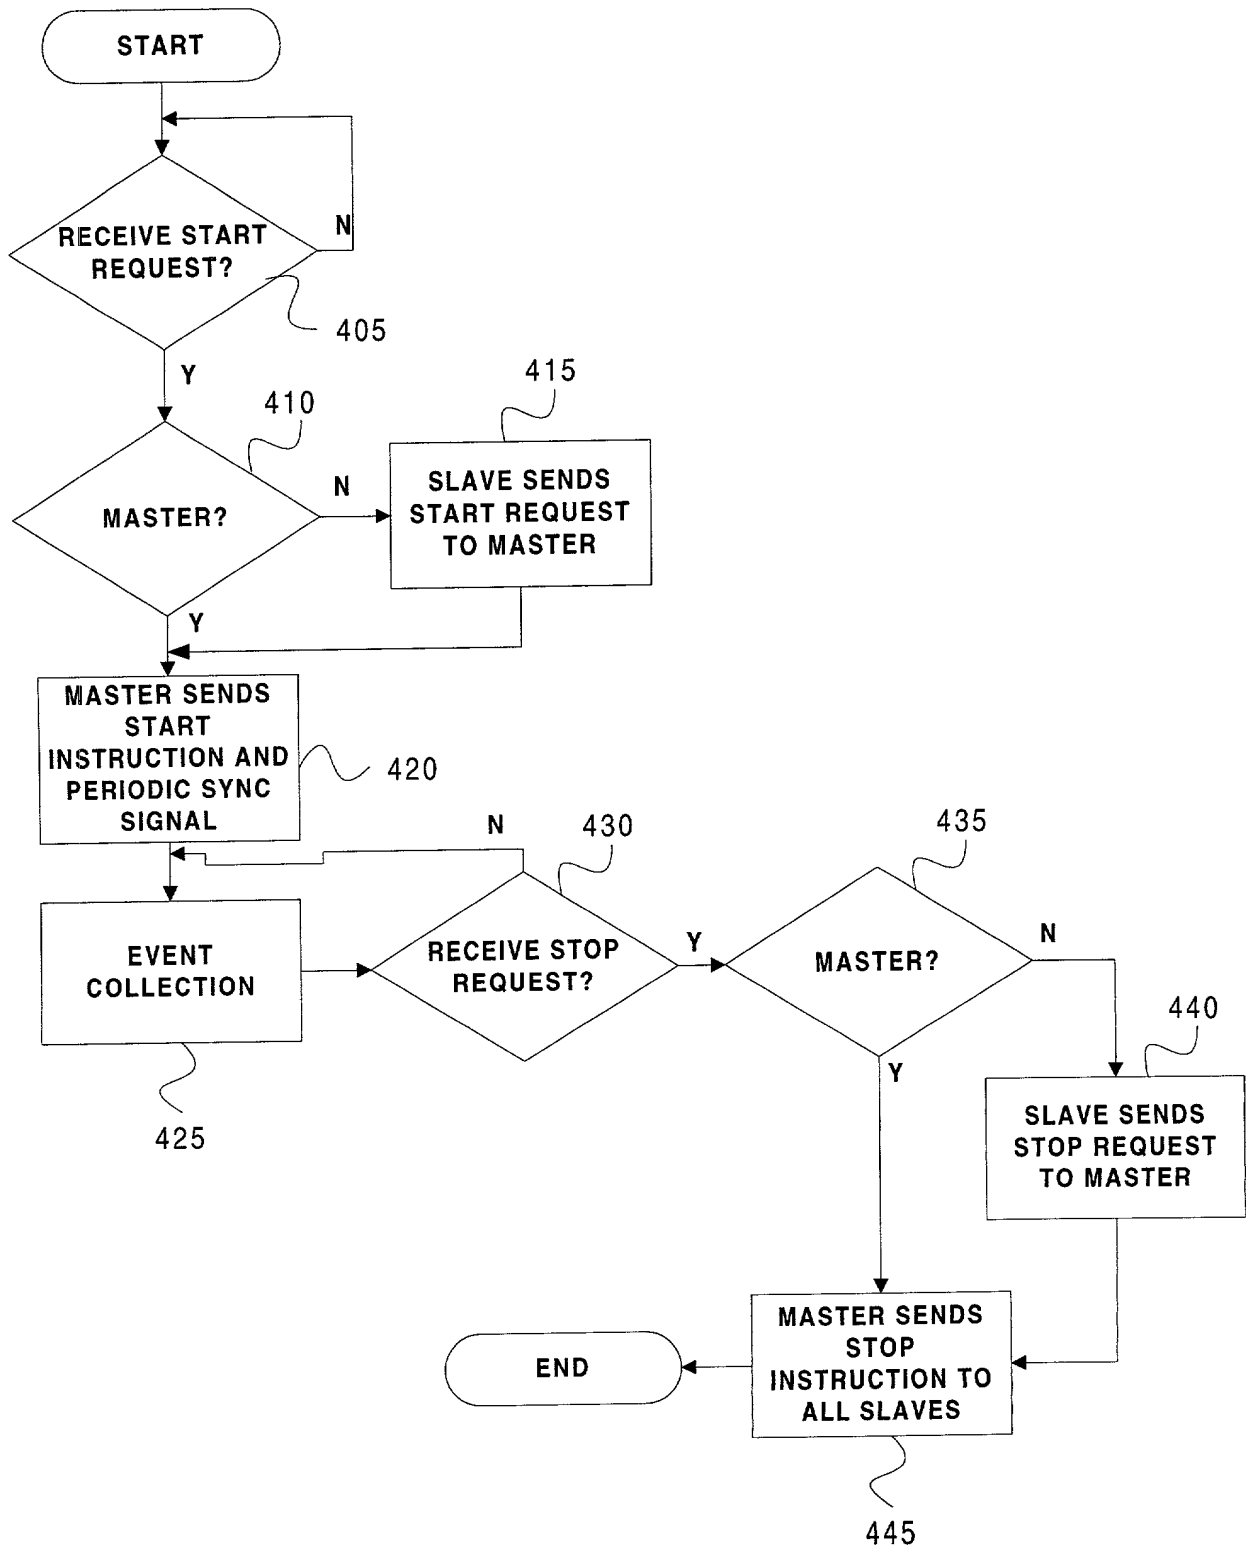 START
RECEIVE START
REQUEST?
N
405
Y
410
MASTER?
N
415
SLAVE SENDS
START REQUEST
TO MASTER
Y
MASTER SENDS
START
INSTRUCTION AND
PERIODIC SYNC
SIGNAL
420
EVENT
COLLECTION
425
N
430
RECEIVE STOP
REQUEST?
Y
435
MASTER?
N
Y
440
SLAVE SENDS
STOP REQUEST
TO MASTER
MASTER SENDS
STOP
INSTRUCTION TO
ALL SLAVES
445
END